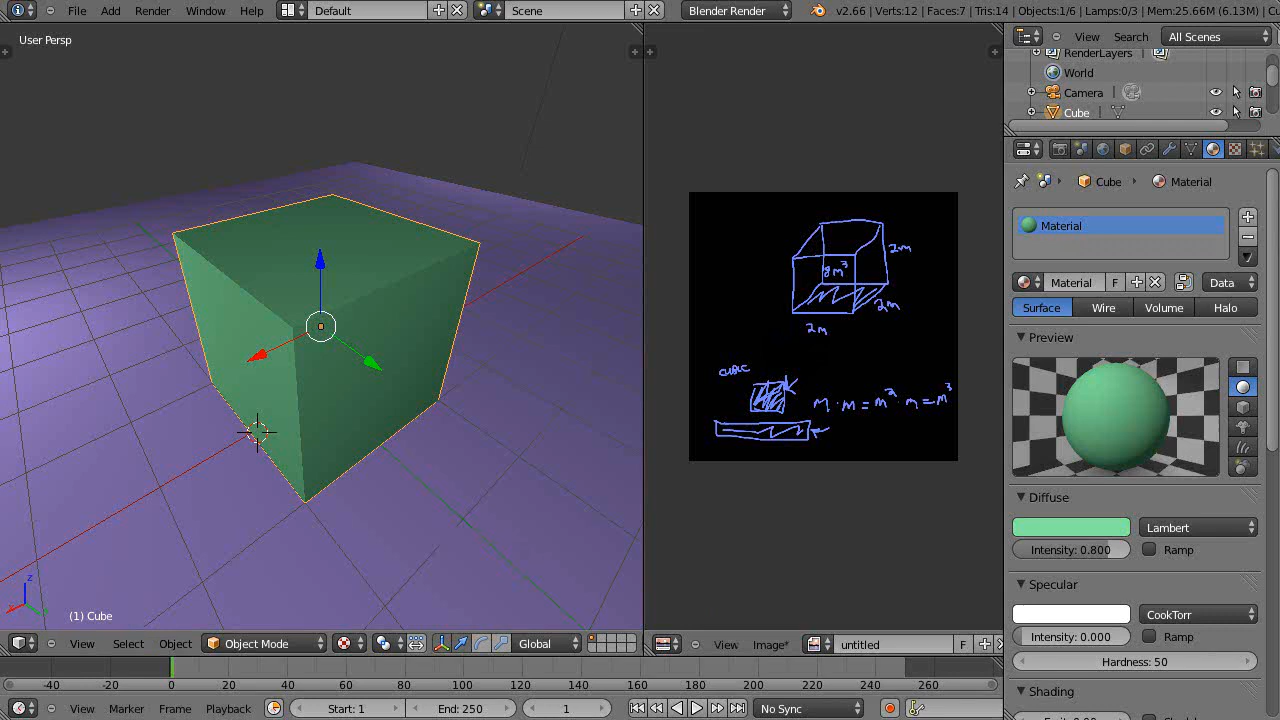 File Add Render Window Help Default Scene Blender Render v2.66 | Verts:12 | Faces:7 | Tris:14 | Objects:1/6 | Lamps:0/3 | Mem:25.66M (6.13M) | Cu
User Persp
View Search All Scenes
RenderLayers
World
Camera
Cube
Cube Material
Material
Material F Data
Surface Wire Volume Halo
Preview
Diffuse
Lambert
Intensity: 0.800 Ramp
Specular
CookTorr
Intensity: 0.000 Ramp
Hardness: 50
Shading
2m
8m³
2m
2m
cubic
m · m = m² · m = m³
z
(1) Cube
View Select Object Object Mode Global
View Image* untitled F
-40 -20 0 20 40 60 80 100 120 140 160 180 200 220 240 260
View Marker Frame Playback Start: 1 End: 250 1 No Sync